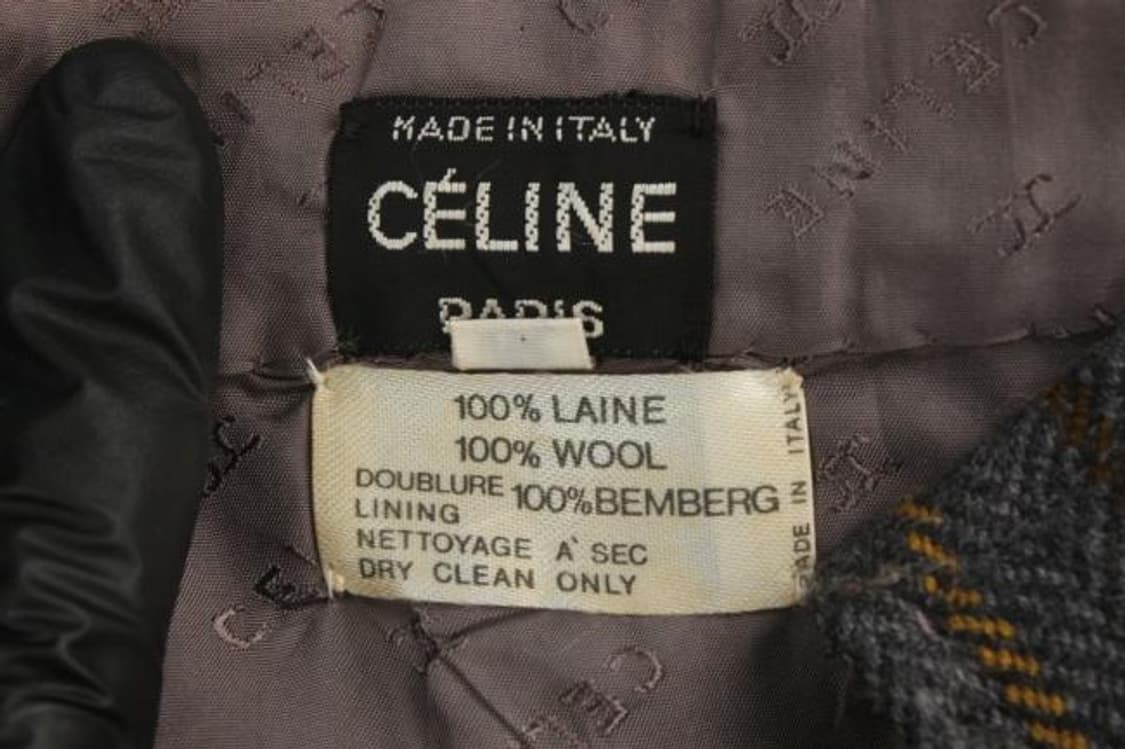 MADE IN ITALY
CÉLINE
PARIS
100% LAINE
100% WOOL
DOUBLURE
LINING
100% BEMBERG
NETTOYAGE A` SEC
DRY CLEAN ONLY
MADE IN ITALY
CELINE